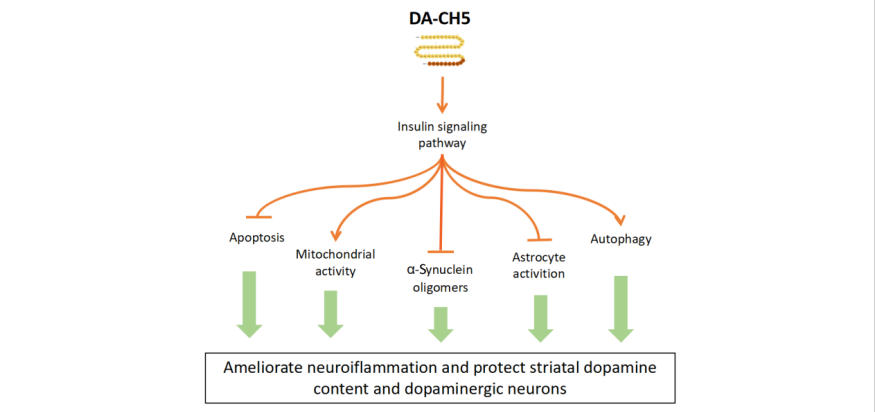 DA-CH5
Insulin signaling
pathway
Apoptosis
Mitochondrial
activity
α-Synuclein
oligomers
Astrocyte
activition
Autophagy
Ameliorate neuroiflammation and protect striatal dopamine
content and dopaminergic neurons